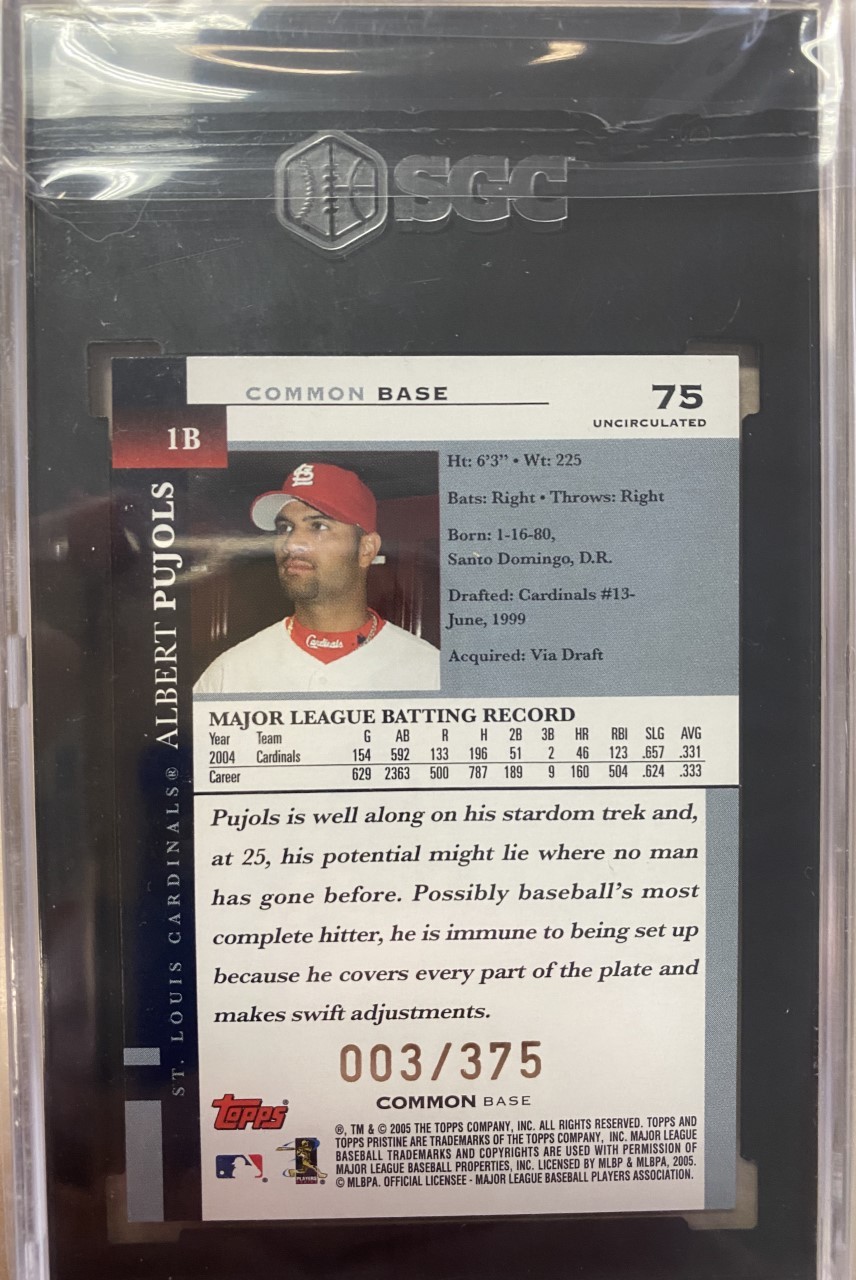 SGC
COMMON BASE
75
UNCIRCULATED
1B
ST. LOUIS CARDINALS® ALBERT PUJOLS
Ht: 6'3" • Wt: 225
Bats: Right • Throws: Right
Born: 1-16-80,
Santo Domingo, D.R.
Drafted: Cardinals #13-
June, 1999
Acquired: Via Draft
Cardinals
MAJOR LEAGUE BATTING RECORD
Year Team G AB R H 2B 3B HR RBI SLG AVG
2004 Cardinals 154 592 133 196 51 2 46 123 .657 .331
Career 629 2363 500 787 189 9 160 504 .624 .333
Pujols is well along on his stardom trek and,
at 25, his potential might lie where no man
has gone before. Possibly baseball's most
complete hitter, he is immune to being set up
because he covers every part of the plate and
makes swift adjustments.
003/375
COMMON BASE
Topps®
®, TM & © 2005 THE TOPPS COMPANY, INC. ALL RIGHTS RESERVED. TOPPS AND
TOPPS PRISTINE ARE TRADEMARKS OF THE TOPPS COMPANY, INC. MAJOR LEAGUE
BASEBALL TRADEMARKS AND COPYRIGHTS ARE USED WITH PERMISSION OF
MAJOR LEAGUE BASEBALL PROPERTIES, INC. LICENSED BY MLBP & MLBPA, 2005.
© MLBPA. OFFICIAL LICENSEE - MAJOR LEAGUE BASEBALL PLAYERS ASSOCIATION.
PLAYERS